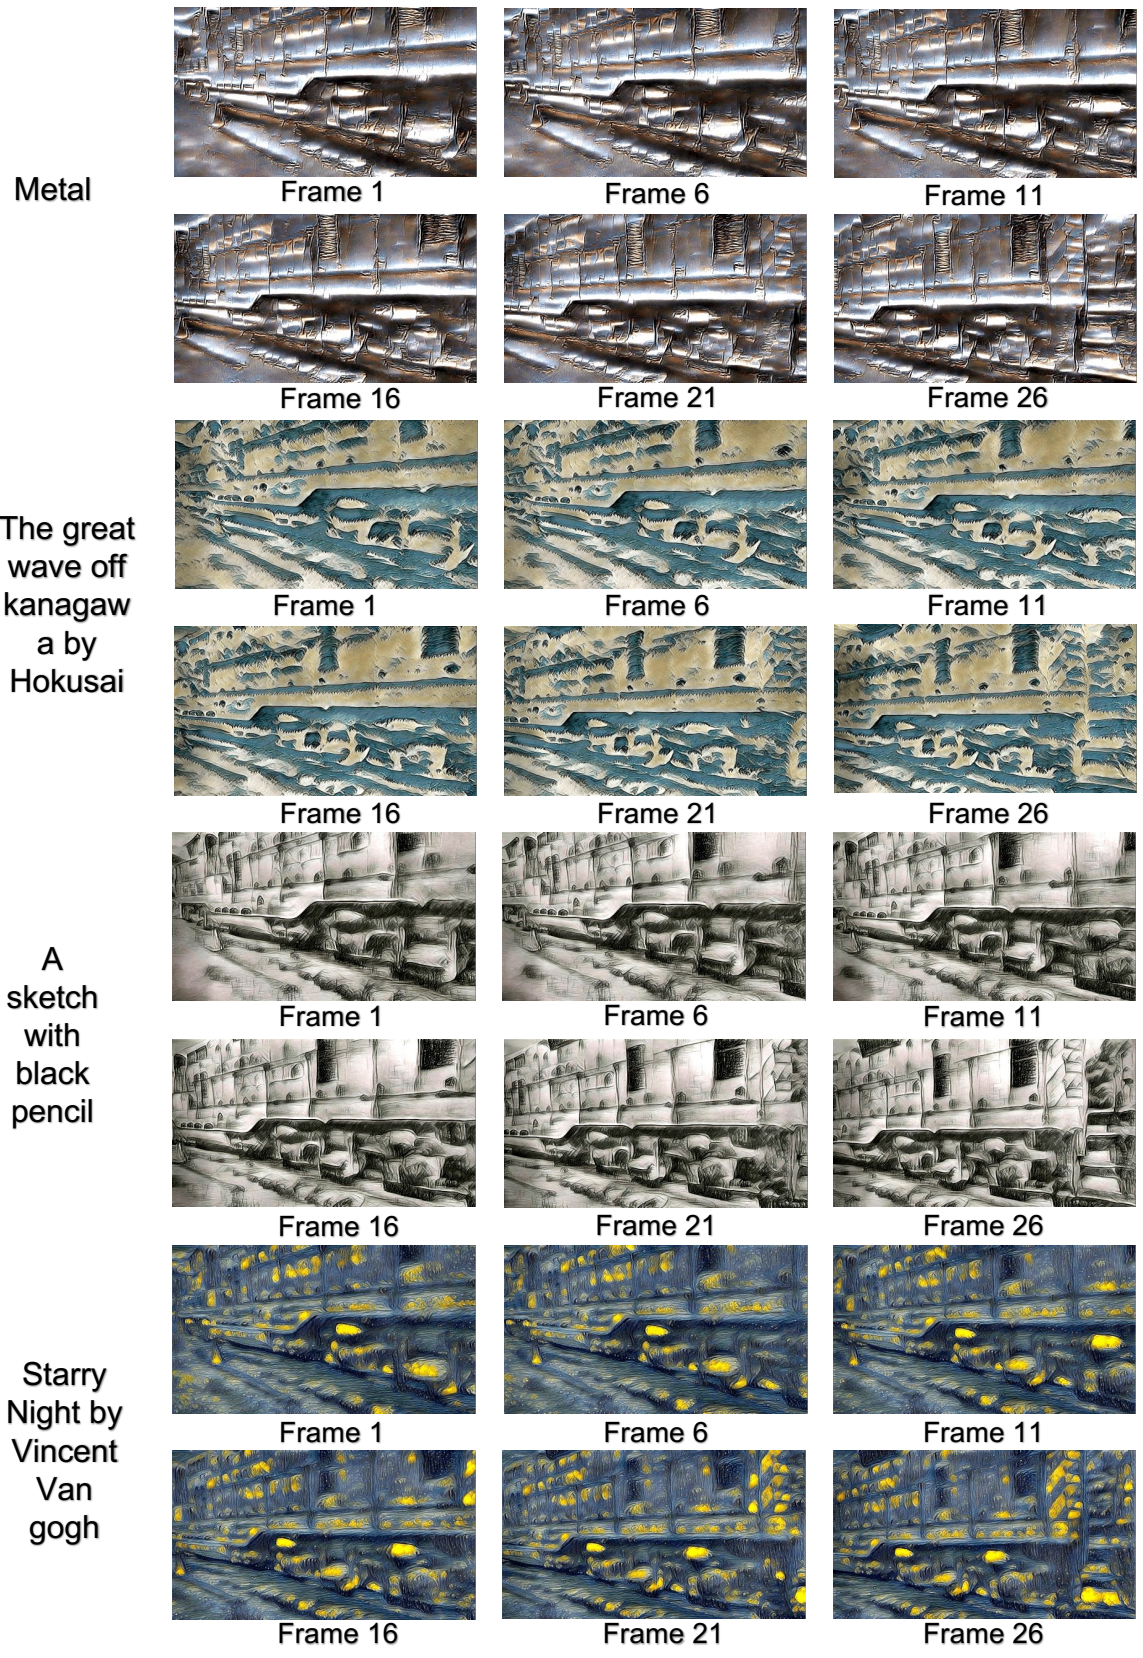 Metal
Frame 1
Frame 6
Frame 11
Frame 16
Frame 21
Frame 26
The great
wave off
kanagaw
a by
Hokusai
Frame 1
Frame 6
Frame 11
Frame 16
Frame 21
Frame 26
A
sketch
with
black
pencil
Frame 1
Frame 6
Frame 11
Frame 16
Frame 21
Frame 26
Starry
Night by
Vincent
Van
gogh
Frame 1
Frame 6
Frame 11
Frame 16
Frame 21
Frame 26